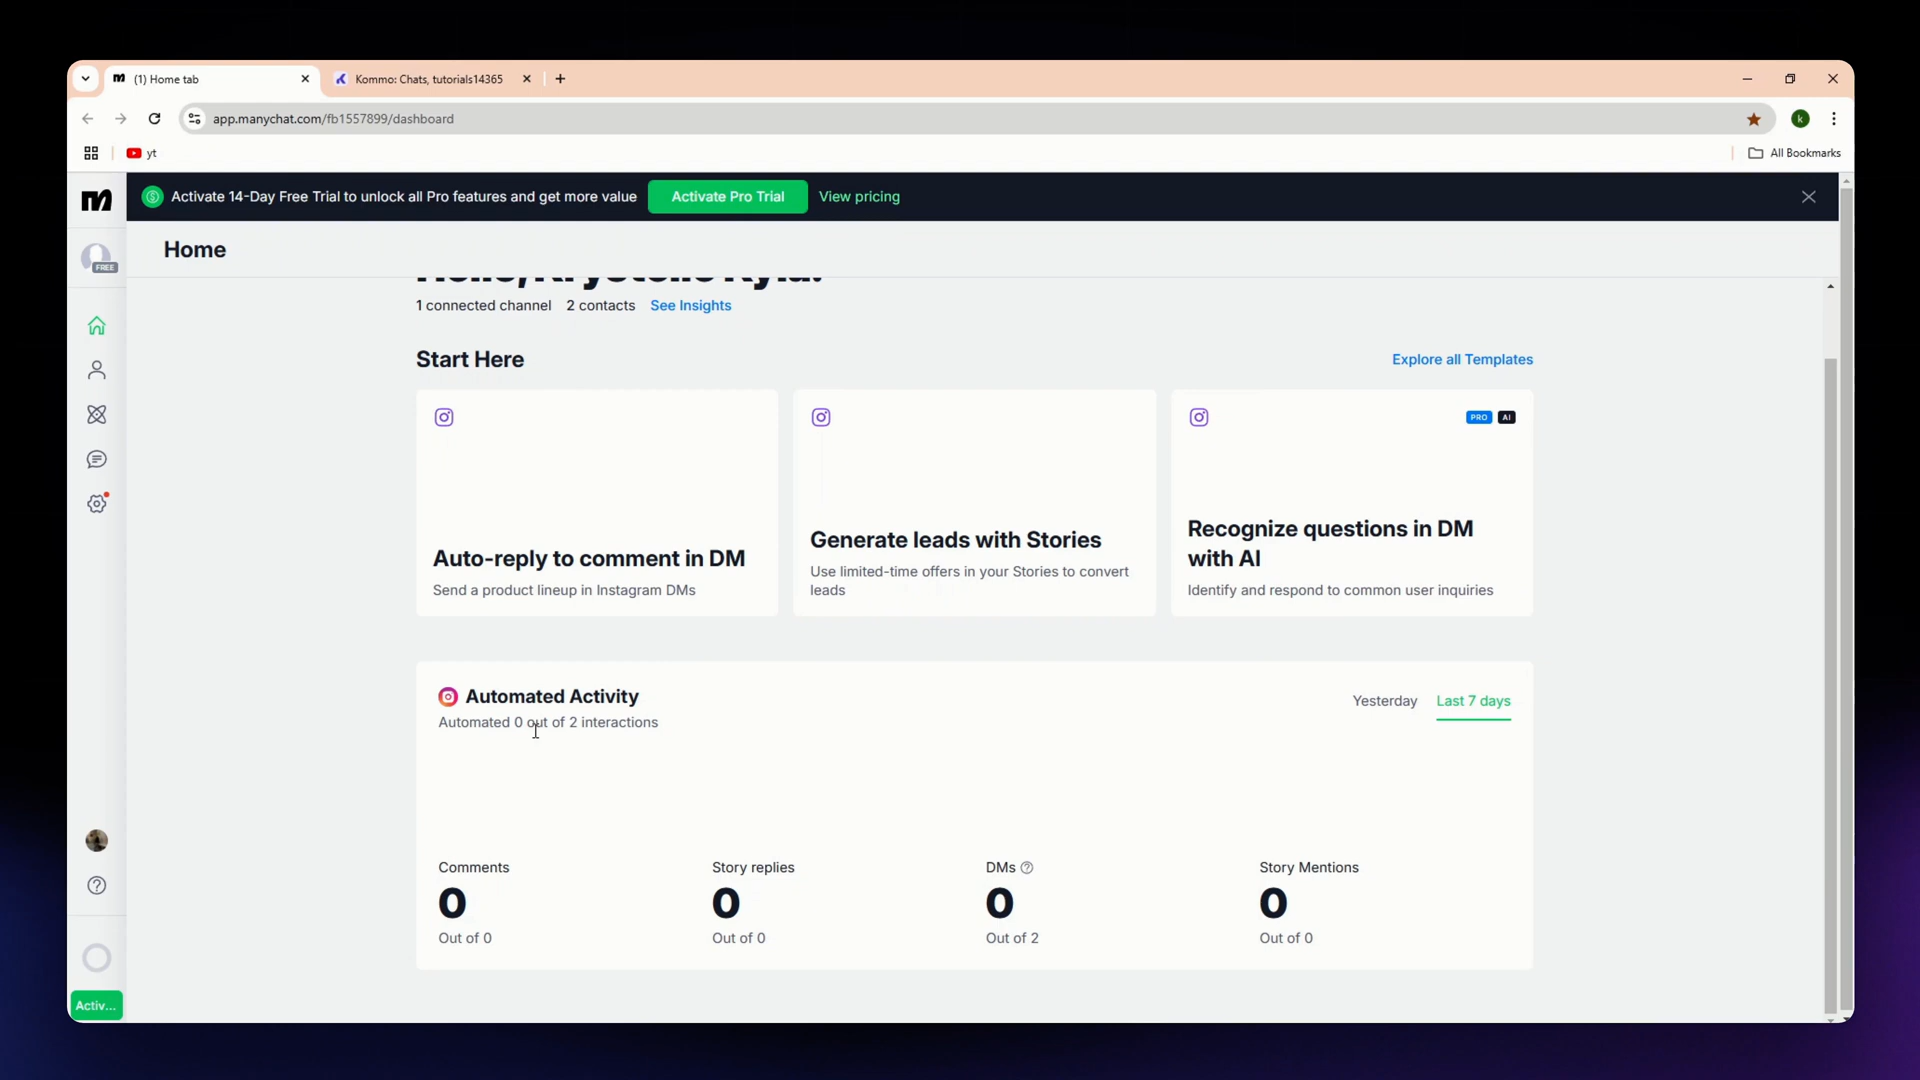 (1) Home tab
Kommo: Chats, tutorials14365
app.manychat.com/fb1557899/dashboard
k
yt
All Bookmarks
Activate 14-Day Free Trial to unlock all Pro features and get more value
Activate Pro Trial
View pricing
FREE
Home
1 connected channel
2 contacts
See Insights
Start Here
Explore all Templates
PRO
AI
Auto-reply to comment in DM
Send a product lineup in Instagram DMs
Generate leads with Stories
Use limited-time offers in your Stories to convert
leads
Recognize questions in DM
with AI
Identify and respond to common user inquiries
Automated Activity
Automated 0 out of 2 interactions
Yesterday
Last 7 days
Comments
0
Out of 0
Story replies
0
Out of 0
DMs
0
Out of 2
Story Mentions
0
Out of 0
Activ...